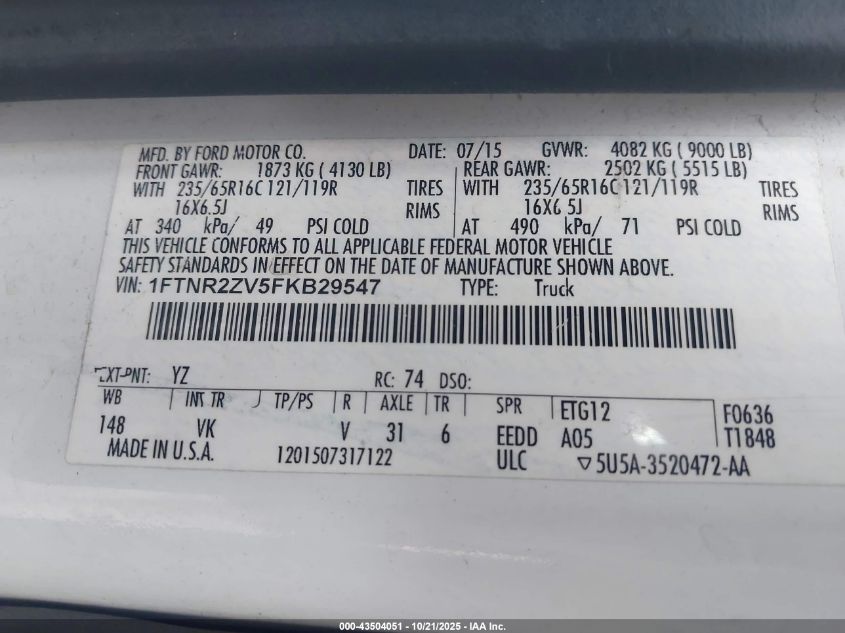 MFD. BY FORD MOTOR CO. DATE: 07/15 GVWR: 4082 KG ( 9000 LB)
FRONT GAWR: 1873 KG ( 4130 LB) REAR GAWR: 2502 KG ( 5515 LB)
WITH 235/65R16C 121/119R TIRES WITH 235/65R16C 121/119R TIRES
16X6.5J RIMS 16X6.5J RIMS
AT 340 kPa/ 49 PSI COLD AT 490 kPa/ 71 PSI COLD
THIS VEHICLE CONFORMS TO ALL APPLICABLE FEDERAL MOTOR VEHICLE
SAFETY STANDARDS IN EFFECT ON THE DATE OF MANUFACTURE SHOWN ABOVE.
VIN: 1FTNR2ZV5FKB29547 TYPE: Truck
EXT-PNT: YZ RC: 74 DSO:
WB INT TR TP/PS R AXLE TR SPR ETG12 F0636
148 VK V 31 6 EEDD A05 T1848
MADE IN U.S.A. 1201507317122 ULC ▽5U5A-3520472-AA
000-43504051 - 10/21/2025 - IAA Inc.